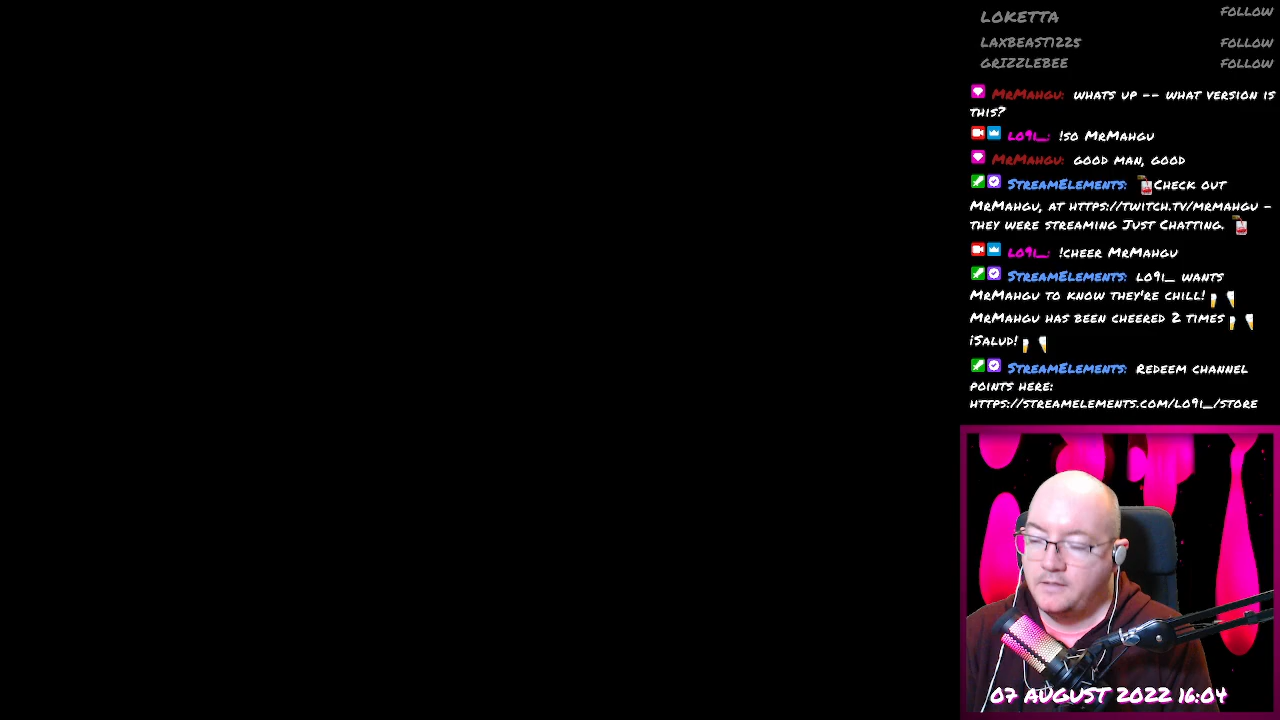 LOKETTA FOLLOW
LAXBEAST1225 FOLLOW
GRIZZLEBEE FOLLOW
MrMahgu: whats up -- what version is
this?
lo9i_: !so MrMahgu
MrMahgu: good man, good
StreamElements: Check out
MrMahgu, at https://twitch.tv/mrmahgu -
they were streaming Just Chatting.
lo9i_: !cheer MrMahgu
StreamElements: lo9i_ wants
MrMahgu to know they're chill!
MrMahgu has been cheered 2 times
¡Salud!
StreamElements: Redeem channel
points here:
https://streamelements.com/lo9i_/store
07 AUGUST 2022 16:04